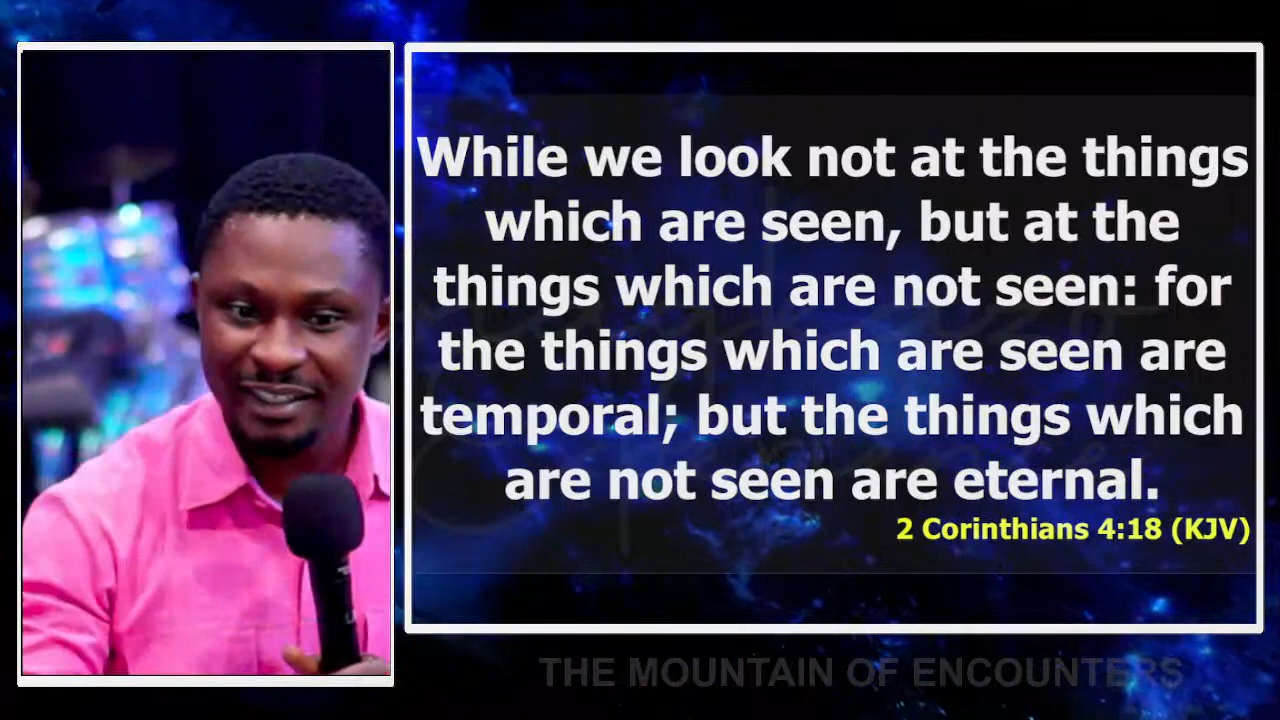 While we look not at the things
which are seen, but at the
things which are not seen: for
the things which are seen are
temporal; but the things which
are not seen are eternal.
2 Corinthians 4:18 (KJV)
THE MOUNTAIN OF ENCOUNTERS